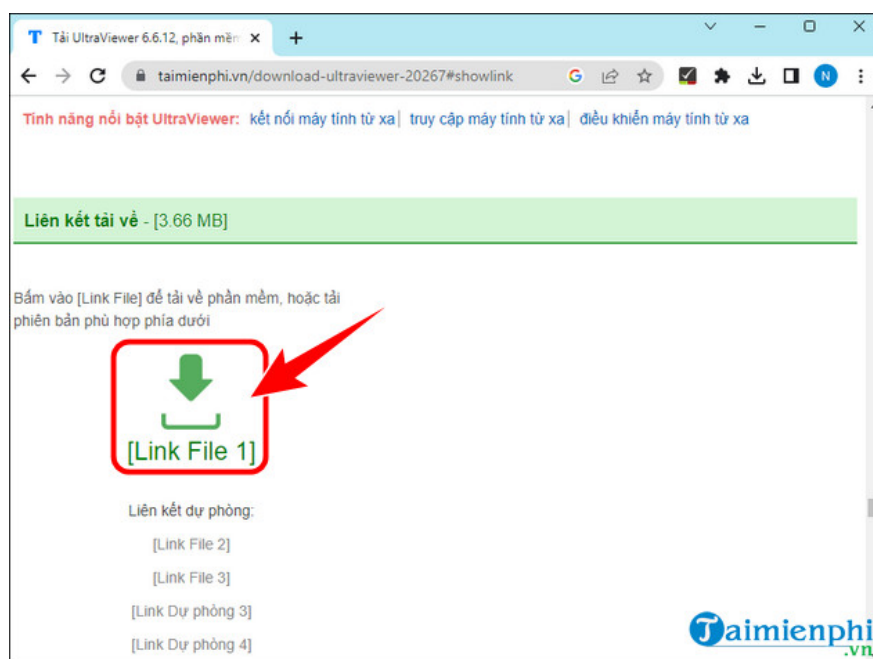 Tải UltraViewer 6.6.12, phần mềm
taimienphi.vn/download-ultraviewer-20267#showlink
N
Tính năng nổi bật UltraViewer: kết nối máy tính từ xa| truy cập máy tính từ xa| điều khiển máy tính từ xa
Liên kết tải về - [3.66 MB]
Bấm vào [Link File] để tải về phần mềm, hoặc tải
phiên bản phù hợp phía dưới
[Link File 1]
Liên kết dự phòng:
[Link File 2]
[Link File 3]
[Link Dự phòng 3]
[Link Dự phòng 4]
Taimienphi
.vn